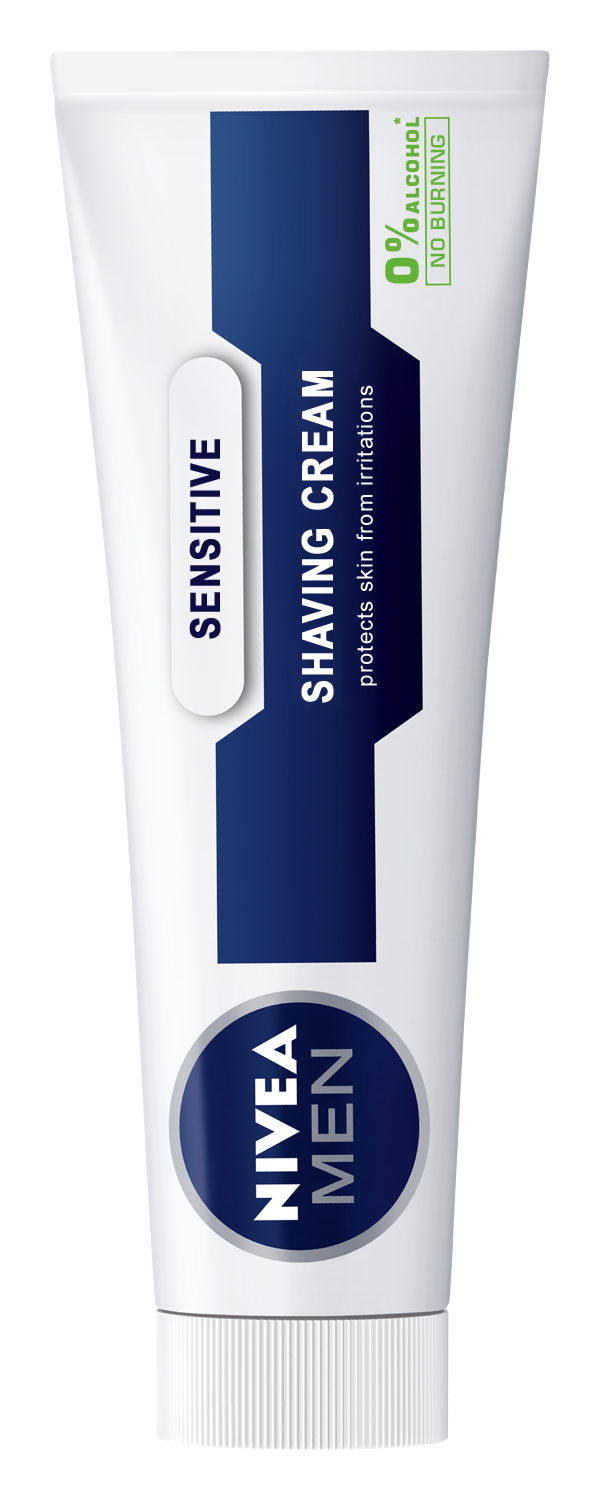 NIVEA
MEN
SENSITIVE
SHAVING CREAM
protects skin from irritations
0% ALCOHOL*
NO BURNING